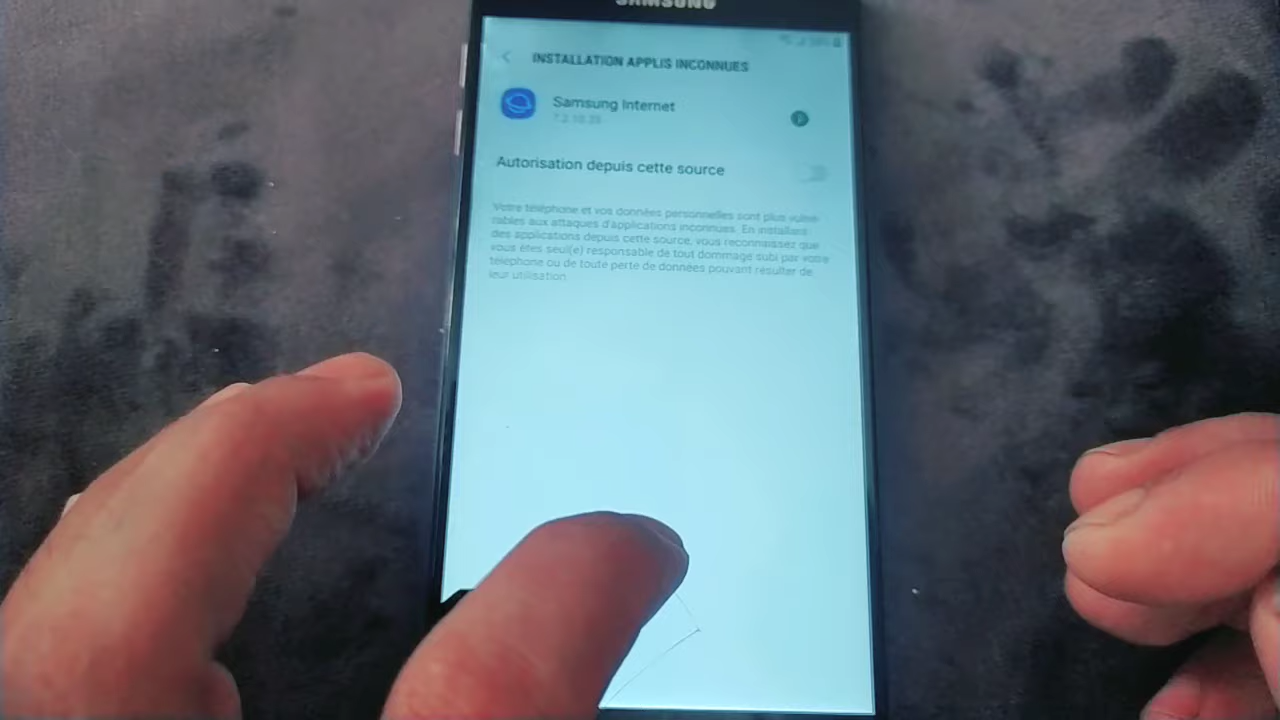 SAMSUNG
INSTALLATION APPLIS INCONNUES
Samsung Internet
Autorisation depuis cette source
Votre téléphone et vos données personnelles sont plus vulné-
rables aux attaques d'applications inconnues. En installant
des applications depuis cette source, vous reconnaissez que
vous êtes seul(e) responsable de tout dommage subi par votre
téléphone ou de toute perte de données pouvant résulter de
leur utilisation.